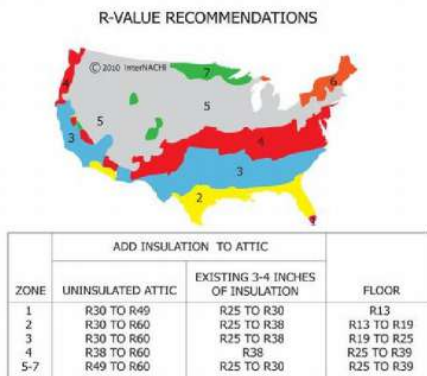 R-VALUE RECOMMENDATIONS
© 2010 InterNACHI
4
7
6
5
5
3
4
3
2
1
ADD INSULATION TO ATTIC
ZONE UNINSULATED ATTIC EXISTING 3-4 INCHES OF INSULATION FLOOR
1 R30 TO R49 R25 TO R30 R13
2 R30 TO R60 R25 TO R38 R13 TO R19
3 R30 TO R60 R25 TO R38 R19 TO R25
4 R38 TO R60 R38 R25 TO R39
5-7 R49 TO R60 R25 TO R30 R25 TO R39